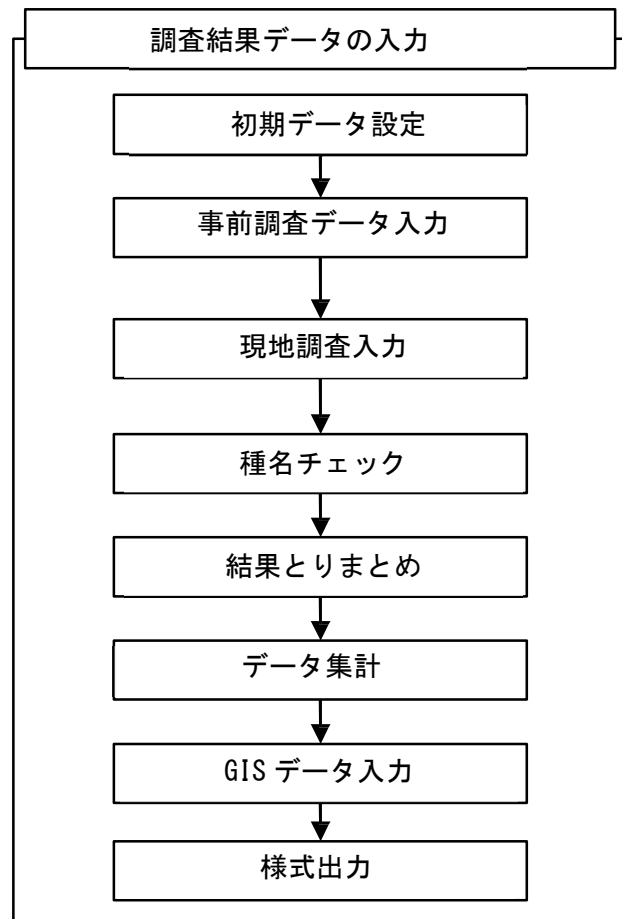 調査結果データの入力
初期データ設定
事前調査データ入力
現地調査入力
種名チェック
結果とりまとめ
データ集計
GIS データ入力
様式出力